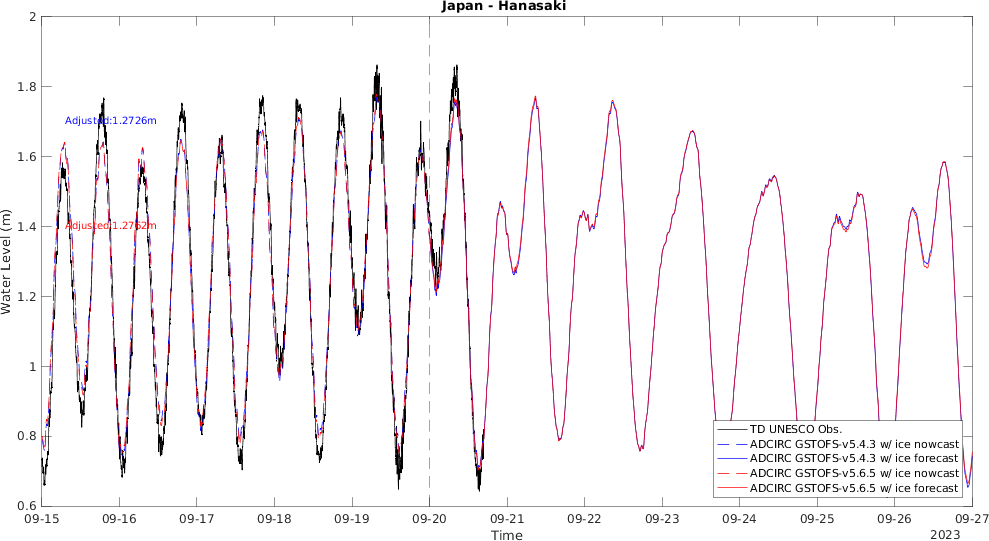 Japan - Hanasaki
2
1.8
1.6
1.4
1.2
1
0.8
0.6
Water Level (m)
Adjusted:1.2726m
Adjusted:1.2762m
TD UNESCO Obs.
ADCIRC GSTOFS-v5.4.3 w/ ice nowcast
ADCIRC GSTOFS-v5.4.3 w/ ice forecast
ADCIRC GSTOFS-v5.6.5 w/ ice nowcast
ADCIRC GSTOFS-v5.6.5 w/ ice forecast
09-15 09-16 09-17 09-18 09-19 09-20 09-21 09-22 09-23 09-24 09-25 09-26 09-27
Time
2023